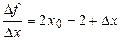 Δf/Δx = 2x₀ − 2 + Δx